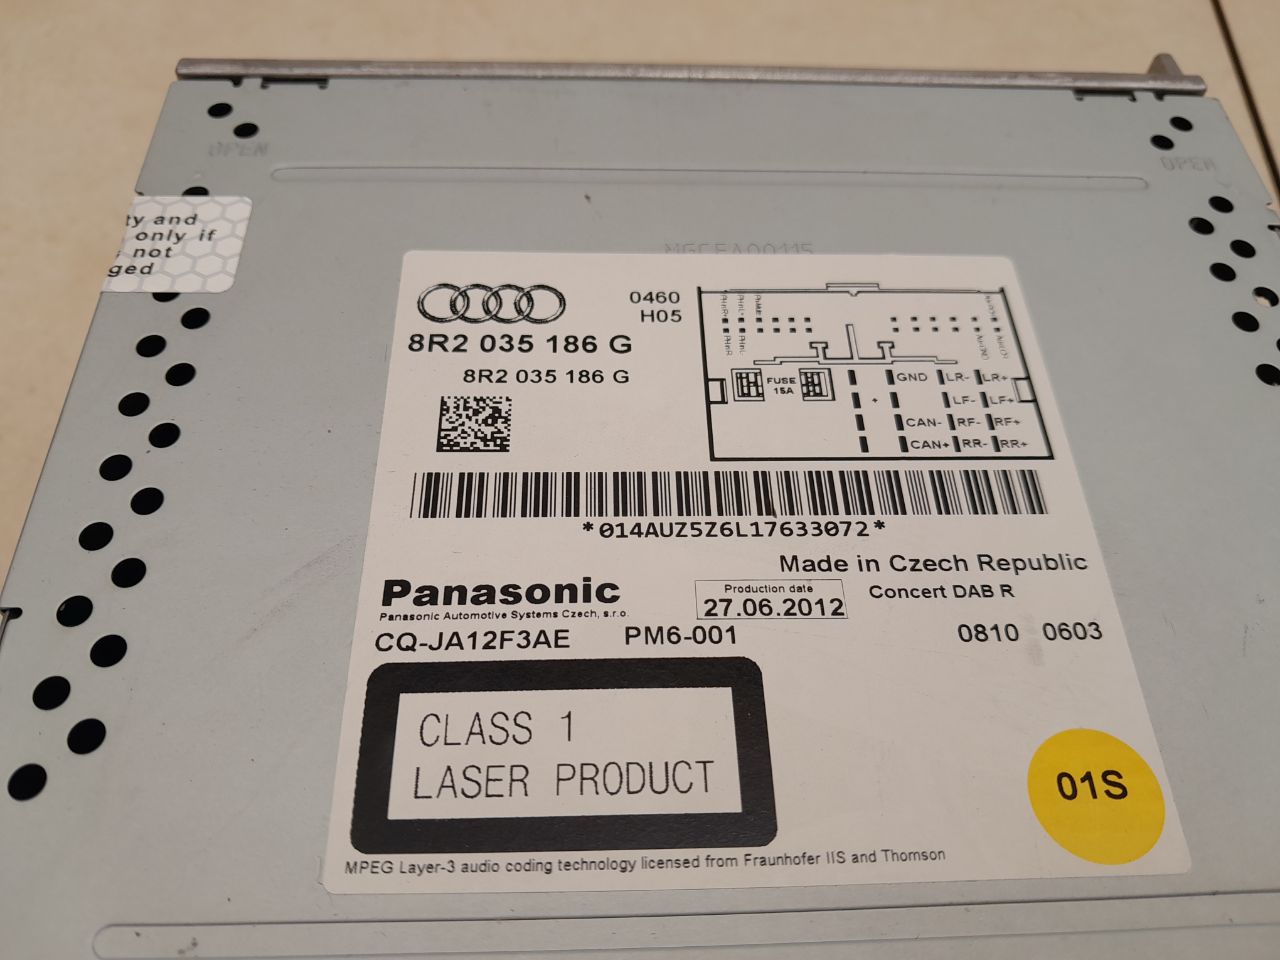 OPEN
OPEN
ty and
only if
not
ged
0460
H05
8R2 035 186 G
8R2 035 186 G
FUSE
15A
GND LR- LR+
+ LF- LF+
CAN- RF- RF+
CAN+ RR- RR+
*014AUZ5Z6L17633072*
Made in Czech Republic
Panasonic
Panasonic Automotive Systems Czech, s.r.o.
Production date
27.06.2012
Concert DAB R
CQ-JA12F3AE PM6-001 0810 0603
CLASS 1
LASER PRODUCT
01S
MPEG Layer-3 audio coding technology licensed from Fraunhofer IIS and Thomson